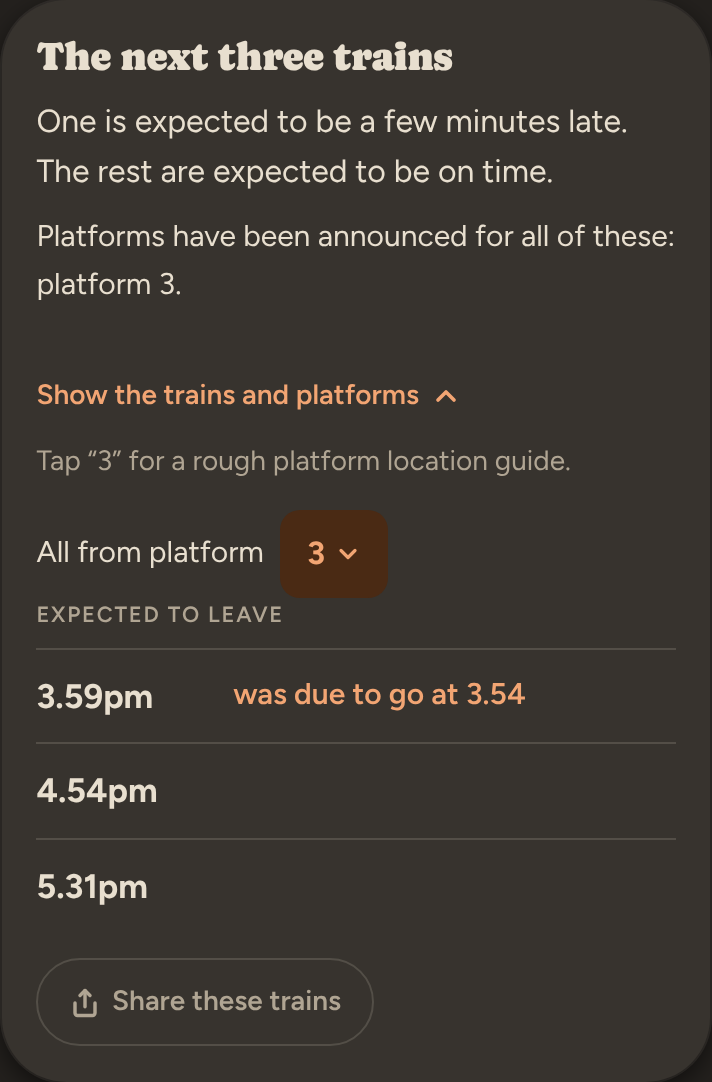 The next three trains
One is expected to be a few minutes late.
The rest are expected to be on time.
Platforms have been announced for all of these:
platform 3.
Show the trains and platforms
Tap “3” for a rough platform location guide.
All from platform 3
EXPECTED TO LEAVE
3.59pm was due to go at 3.54
4.54pm
5.31pm
Share these trains